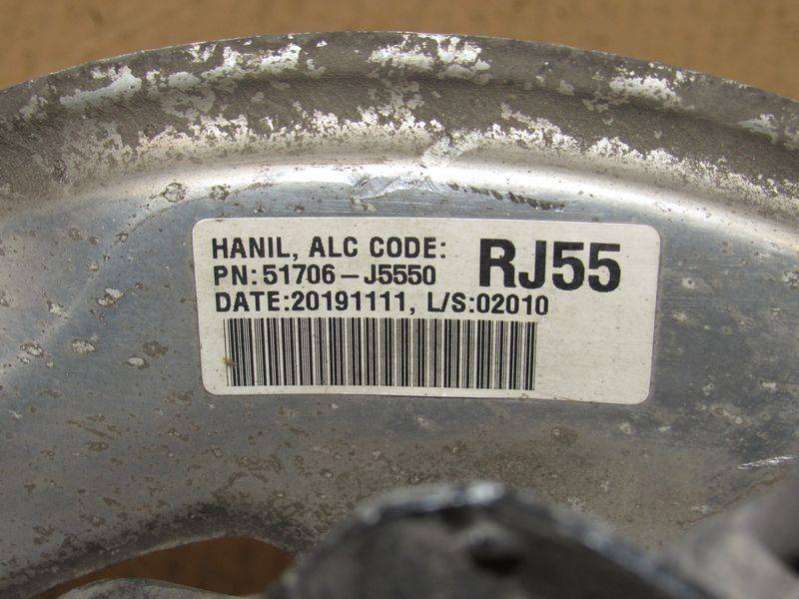 HANIL, ALC CODE: RJ55
PN:51706-J5550
DATE:20191111, L/S:02010